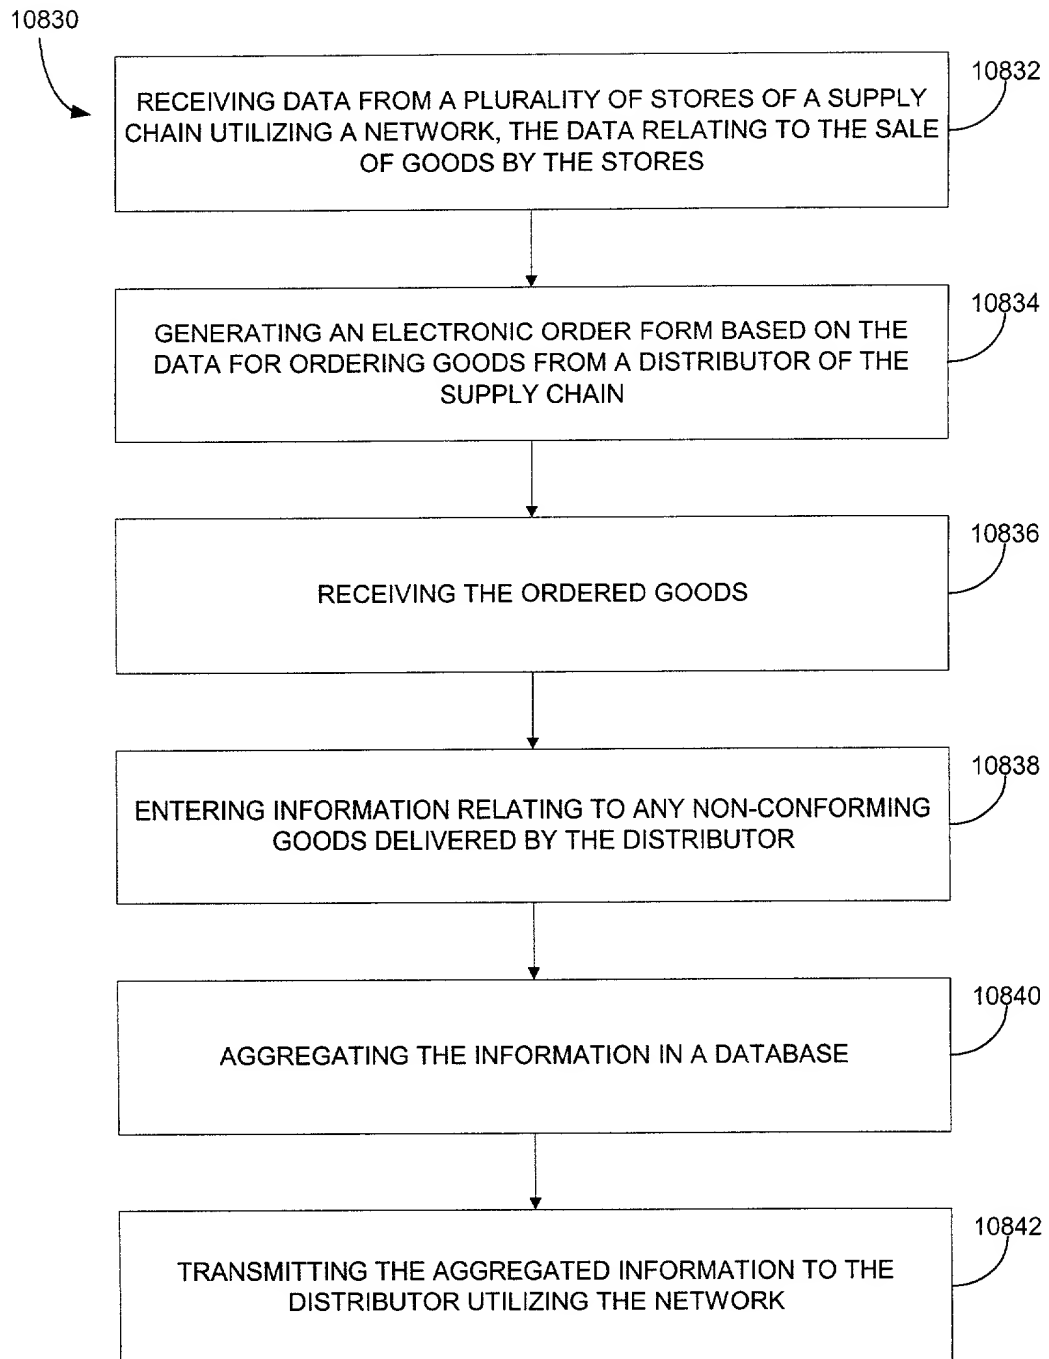 10830
10832
RECEIVING DATA FROM A PLURALITY OF STORES OF A SUPPLY
CHAIN UTILIZING A NETWORK, THE DATA RELATING TO THE SALE
OF GOODS BY THE STORES
10834
GENERATING AN ELECTRONIC ORDER FORM BASED ON THE
DATA FOR ORDERING GOODS FROM A DISTRIBUTOR OF THE
SUPPLY CHAIN
10836
RECEIVING THE ORDERED GOODS
10838
ENTERING INFORMATION RELATING TO ANY NON-CONFORMING
GOODS DELIVERED BY THE DISTRIBUTOR
10840
AGGREGATING THE INFORMATION IN A DATABASE
10842
TRANSMITTING THE AGGREGATED INFORMATION TO THE
DISTRIBUTOR UTILIZING THE NETWORK